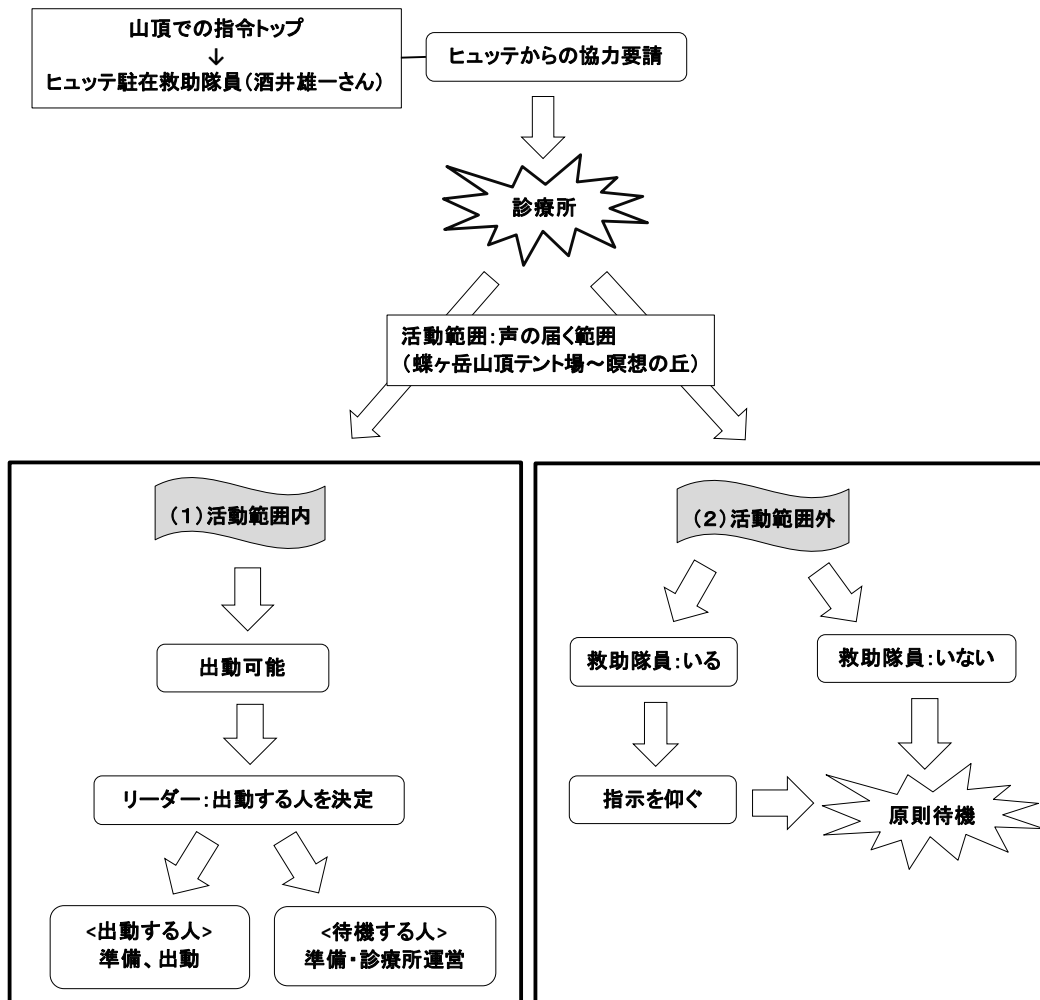 山頂での指令トップ
↓
ヒュッテ駐在救助隊員(酒井雄一さん)
ヒュッテからの協力要請
診療所
活動範囲:声の届く範囲
(蝶ヶ岳山頂テント場～瞑想の丘)
(1)活動範囲内
出動可能
リーダー:出動する人を決定
<出動する人>
準備、出動
<待機する人>
準備・診療所運営
(2)活動範囲外
救助隊員:いる
救助隊員:いない
指示を仰ぐ
原則待機